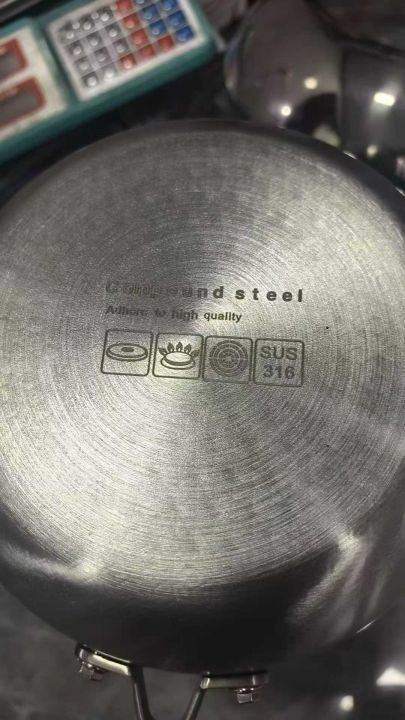 Compound steel
Adhere to high quality
SUS
316